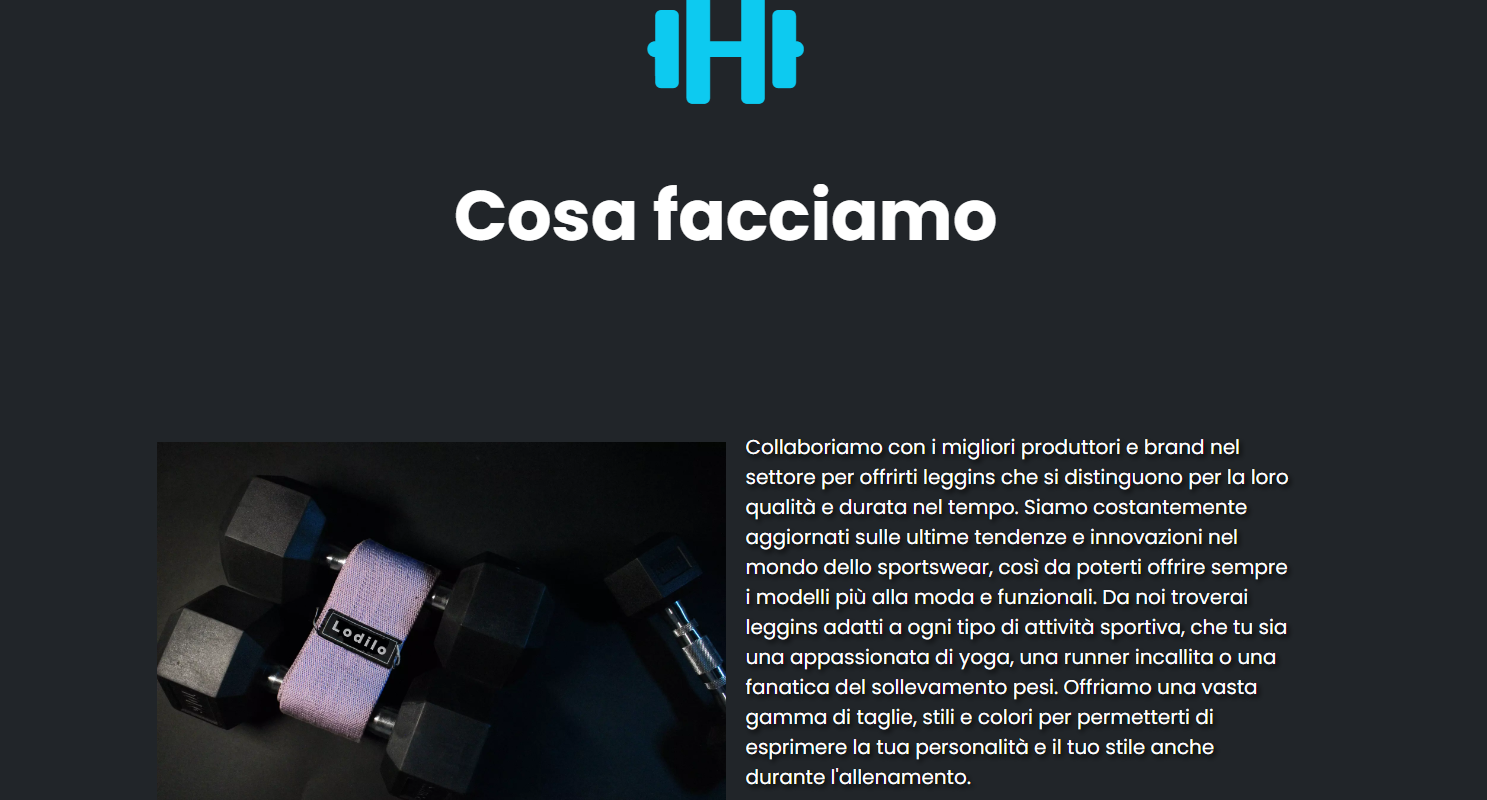 Cosa facciamo
Collaboriamo con i migliori produttori e brand nel
settore per offrirti leggins che si distinguono per la loro
qualità e durata nel tempo. Siamo costantemente
aggiornati sulle ultime tendenze e innovazioni nel
mondo dello sportswear, così da poterti offrire sempre
i modelli più alla moda e funzionali. Da noi troverai
leggins adatti a ogni tipo di attività sportiva, che tu sia
una appassionata di yoga, una runner incallita o una
fanatica del sollevamento pesi. Offriamo una vasta
gamma di taglie, stili e colori per permetterti di
esprimere la tua personalità e il tuo stile anche
durante l'allenamento.
Lodilo